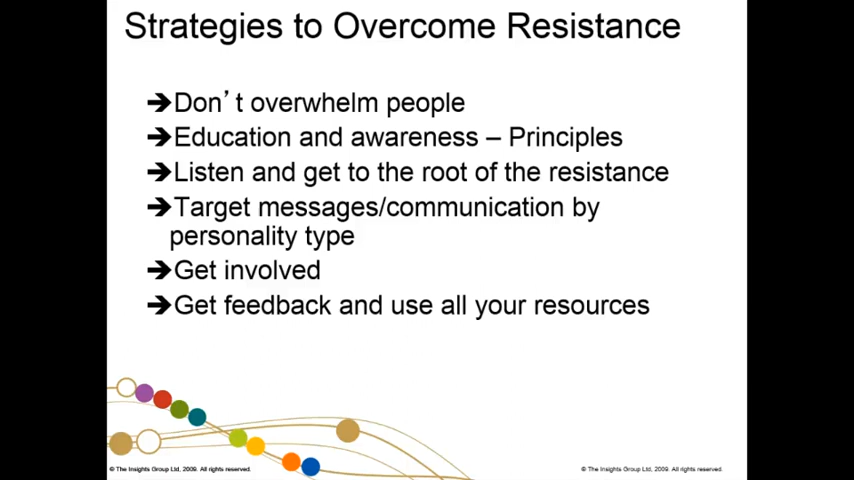 Strategies to Overcome Resistance
➔Don’t overwhelm people
➔Education and awareness – Principles
➔Listen and get to the root of the resistance
➔Target messages/communication by
personality type
➔Get involved
➔Get feedback and use all your resources
© The Insights Group Ltd, 2009. All rights reserved.
© The Insights Group Ltd, 2009. All rights reserved.